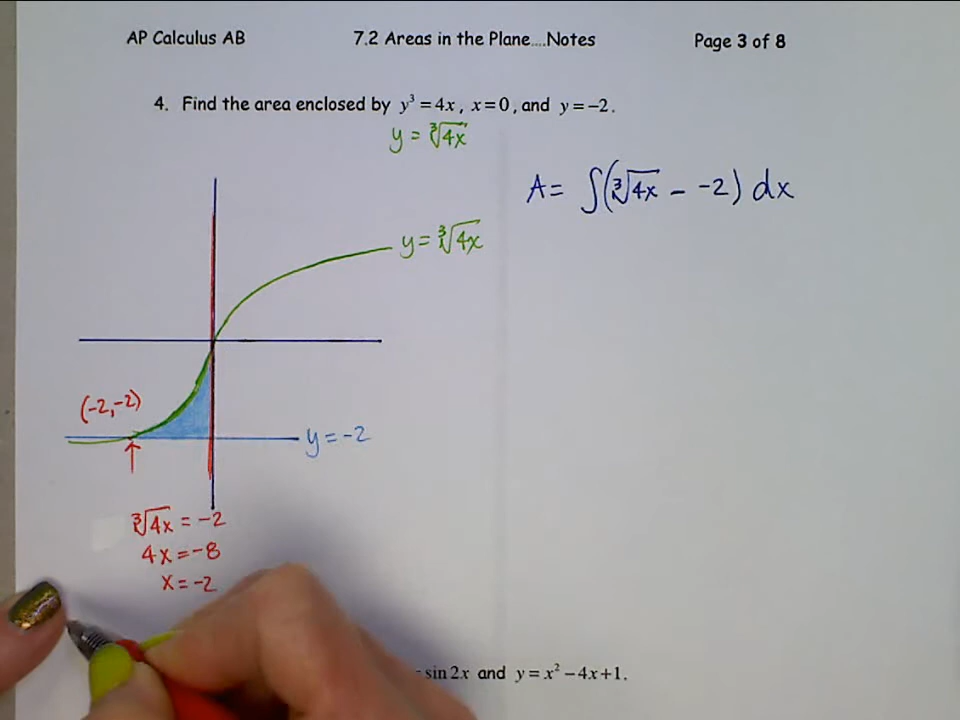 AP Calculus AB 7.2 Areas in the Plane....Notes Page 3 of 8
4. Find the area enclosed by y³ = 4x, x = 0, and y = −2.
y = ∛4x
A = ∫(∛4x − -2) dx
y = ∛4x
(-2,-2)
y = -2
∛4x = -2
4x = -8
x = -2
sin 2x and y = x² − 4x + 1.